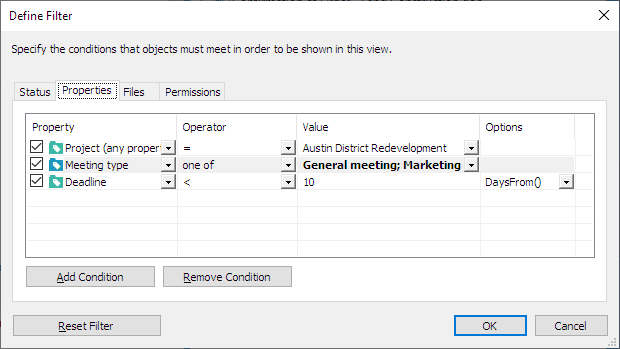 Define Filter
Specify the conditions that objects must meet in order to be shown in this view.
Status Properties Files Permissions
Property Operator Value Options
Project (any proper = Austin District Redevelopment
Meeting type one of General meeting; Marketing
Deadline < 10 DaysFrom()
Add Condition Remove Condition
Reset Filter OK Cancel